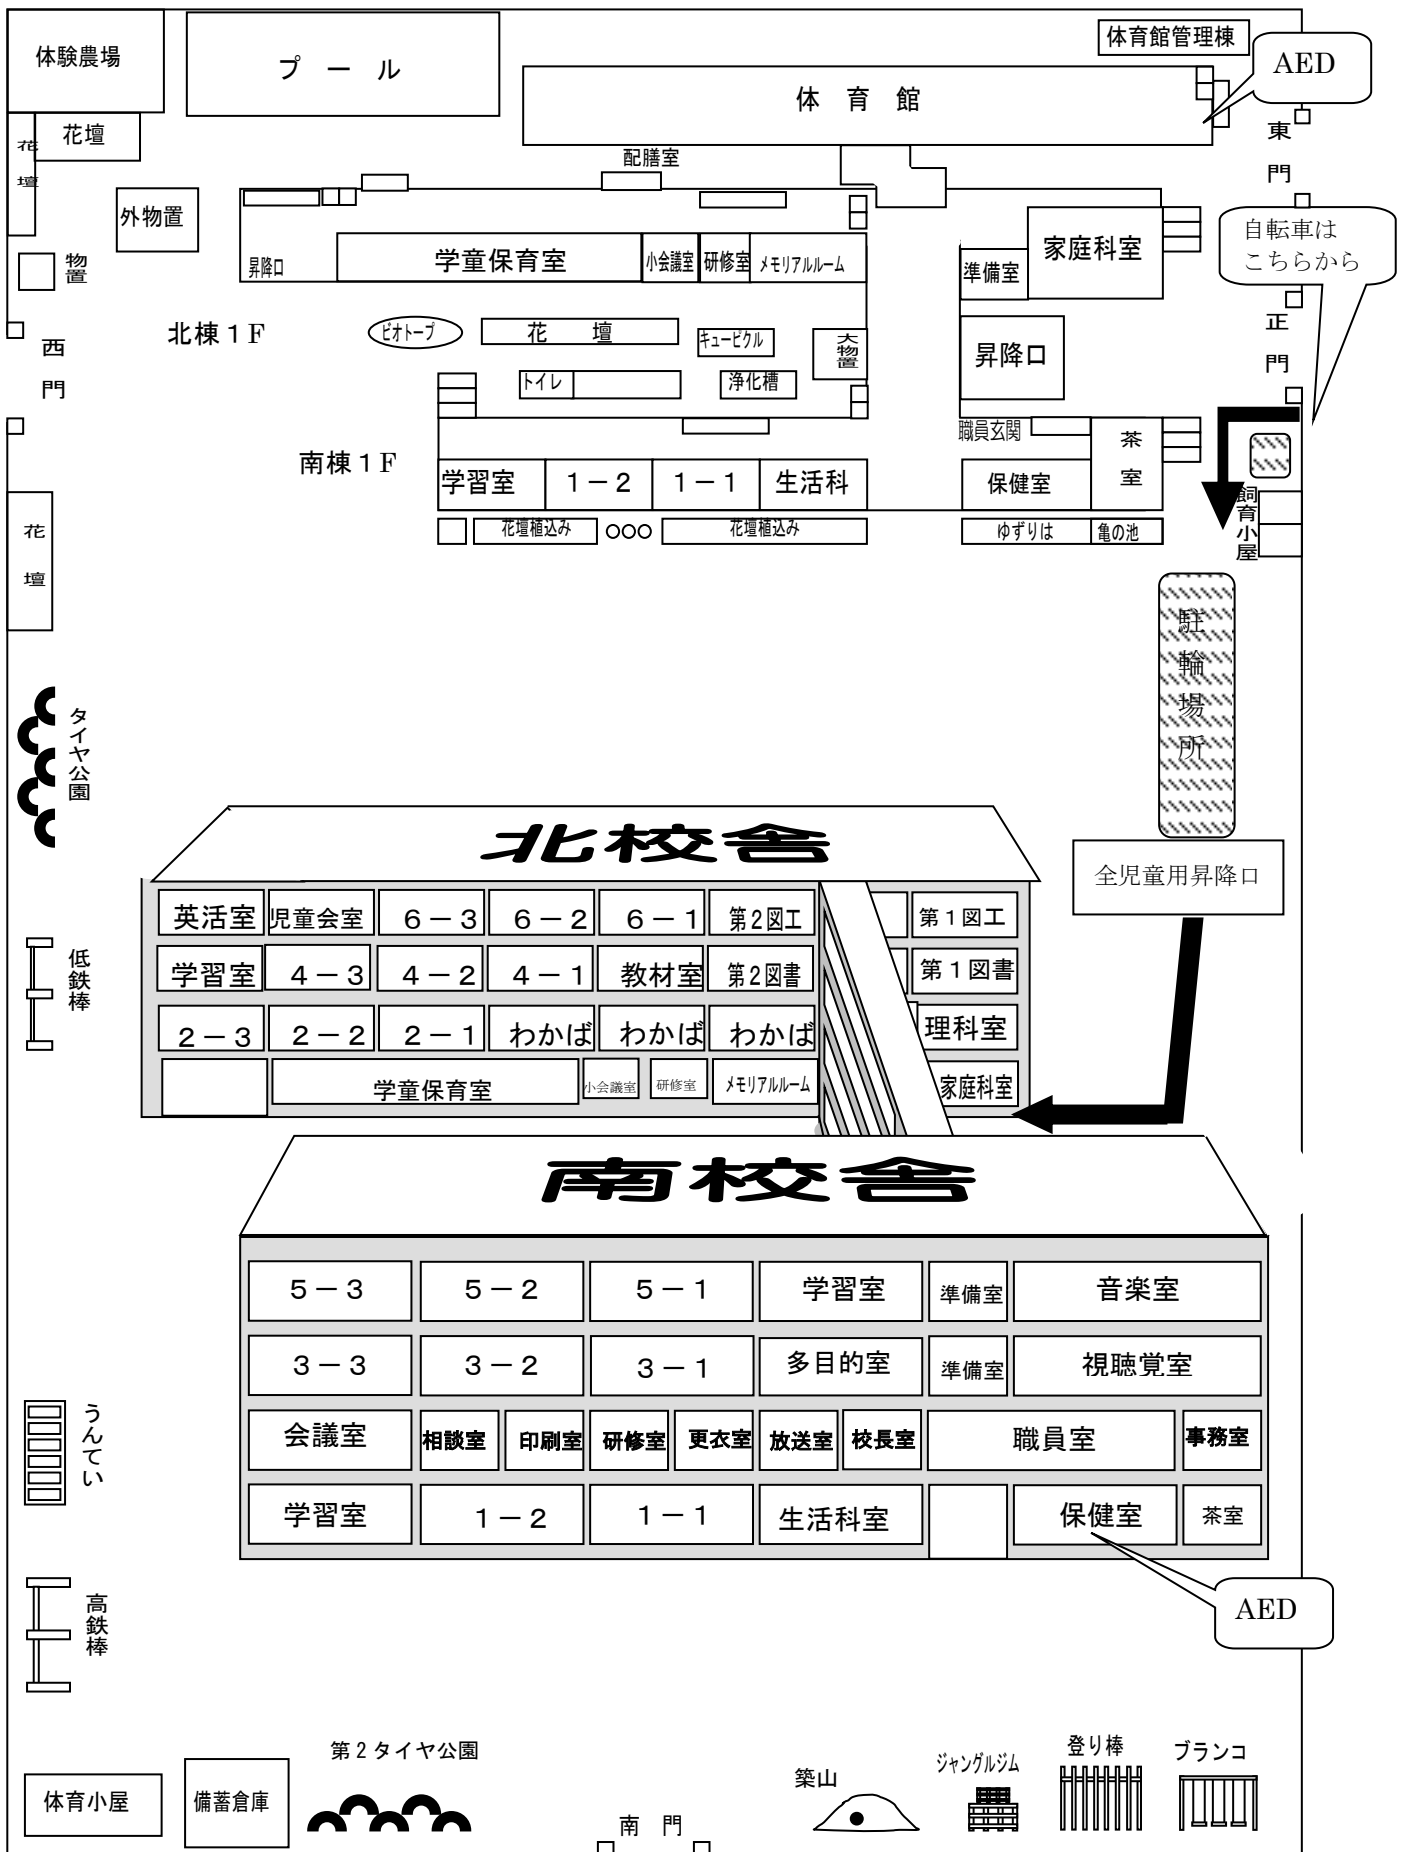 体験農場
プール
体育館管理棟
AED
体育館
花壇
花壇
東門
配膳室
外物置
自転車は
こちらから
物置
昇降口
学童保育室
小会議室
研修室
メモリアルルーム
準備室
家庭科室
北棟1F
ビオトープ
花壇
キュービクル
大物置
昇降口
正門
西門
トイレ
浄化槽
職員玄関
茶室
南棟1F
学習室
1-2
1-1
生活科
保健室
飼育小屋
花壇植込み
花壇植込み
ゆずりは
亀の池
花壇
駐輪場所
タイヤ公園
北校舎
全児童用昇降口
英活室
児童会室
6-3
6-2
6-1
第2図工
第1図工
低鉄棒
学習室
4-3
4-2
4-1
教材室
第2図書
第1図書
2-3
2-2
2-1
わかば
わかば
わかば
理科室
学童保育室
小会議室
研修室
メモリアルルーム
家庭科室
南校舎
5-3
5-2
5-1
学習室
準備室
音楽室
3-3
3-2
3-1
多目的室
準備室
視聴覚室
うんてい
会議室
相談室
印刷室
研修室
更衣室
放送室
校長室
職員室
事務室
学習室
1-2
1-1
生活科室
保健室
茶室
高鉄棒
AED
第2タイヤ公園
築山
ジャングルジム
登り棒
ブランコ
体育小屋
備蓄倉庫
南門